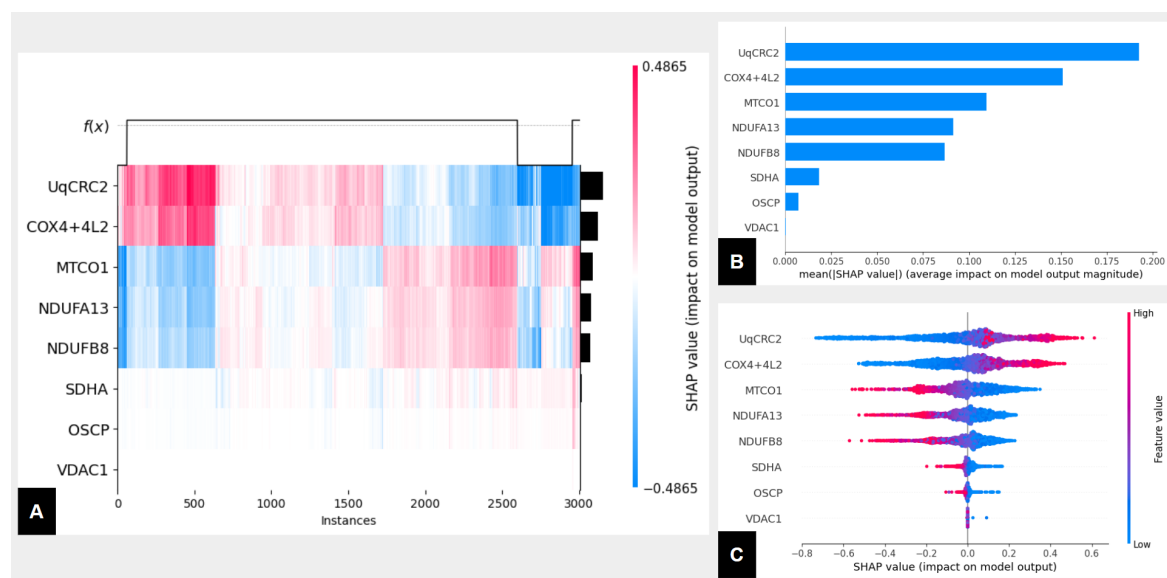 f(x)
UqCRC2
COX4+4L2
MTCO1
NDUFA13
NDUFB8
SDHA
OSCP
VDAC1
0 500 1000 1500 2000 2500 3000
Instances
0.4865
−0.4865
SHAP value (impact on model output)
A
UqCRC2
COX4+4L2
MTCO1
NDUFA13
NDUFB8
SDHA
OSCP
VDAC1
0.000 0.025 0.050 0.075 0.100 0.125 0.150 0.175 0.200
mean(|SHAP value|) (average impact on model output magnitude)
B
UqCRC2
COX4+4L2
MTCO1
NDUFA13
NDUFB8
SDHA
OSCP
VDAC1
−0.8 −0.6 −0.4 −0.2 0.0 0.2 0.4 0.6
SHAP value (impact on model output)
High
Feature value
Low
C